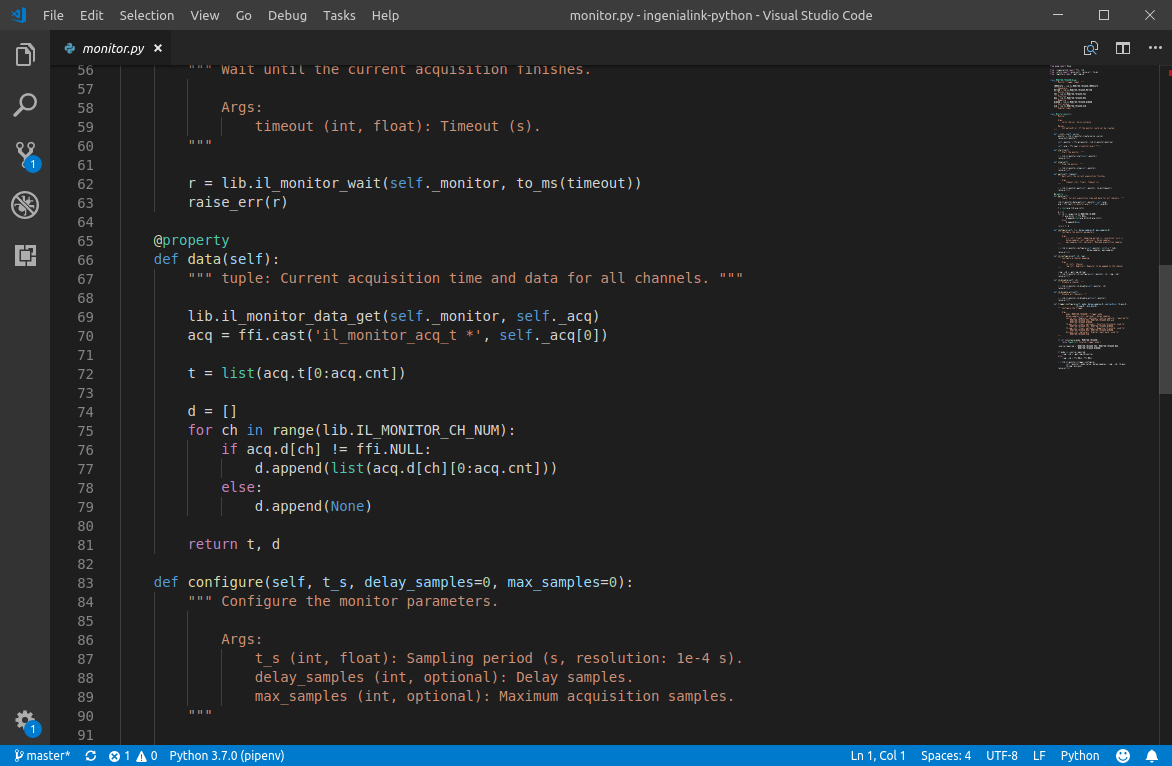 File Edit Selection View Go Debug Tasks Help
monitor.py - ingenialink-python - Visual Studio Code
monitor.py
56 """ Wait until the current acquisition finishes.
57
58 Args:
59 timeout (int, float): Timeout (s).
60 """
61
62 r = lib.il_monitor_wait(self._monitor, to_ms(timeout))
63 raise_err(r)
64
65 @property
66 def data(self):
67 """ tuple: Current acquisition time and data for all channels. """
68
69 lib.il_monitor_data_get(self._monitor, self._acq)
70 acq = ffi.cast('il_monitor_acq_t *', self._acq[0])
71
72 t = list(acq.t[0:acq.cnt])
73
74 d = []
75 for ch in range(lib.IL_MONITOR_CH_NUM):
76 if acq.d[ch] != ffi.NULL:
77 d.append(list(acq.d[ch][0:acq.cnt]))
78 else:
79 d.append(None)
80
81 return t, d
82
83 def configure(self, t_s, delay_samples=0, max_samples=0):
84 """ Configure the monitor parameters.
85
86 Args:
87 t_s (int, float): Sampling period (s, resolution: 1e-4 s).
88 delay_samples (int, optional): Delay samples.
89 max_samples (int, optional): Maximum acquisition samples.
90 """
91
1
1
master* 1 0 Python 3.7.0 (pipenv) Ln 1, Col 1 Spaces: 4 UTF-8 LF Python